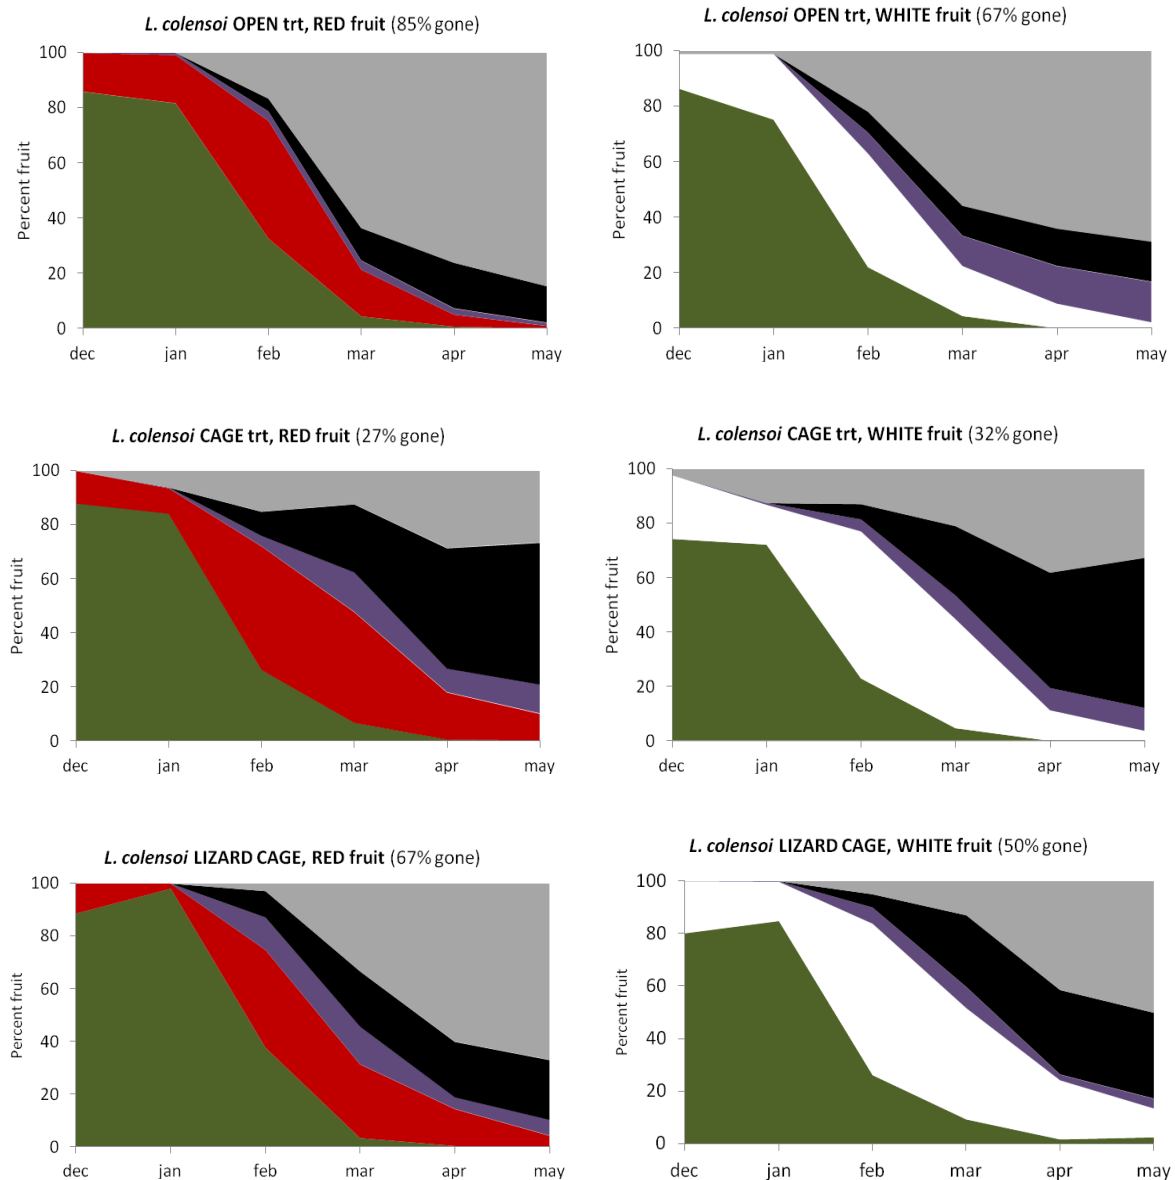 L. colensoi OPEN trt, RED fruit (85% gone)
100
80
60
40
20
0
Percent fruit
dec jan feb mar apr may
L. colensoi OPEN trt, WHITE fruit (67% gone)
100
80
60
40
20
0
Percent fruit
dec jan feb mar apr may
L. colensoi CAGE trt, RED fruit (27% gone)
100
80
60
40
20
0
Percent fruit
dec jan feb mar apr may
L. colensoi CAGE trt, WHITE fruit (32% gone)
100
80
60
40
20
0
Percent fruit
dec jan feb mar apr may
L. colensoi LIZARD CAGE, RED fruit (67% gone)
100
80
60
40
20
0
Percent fruit
dec jan feb mar apr may
L. colensoi LIZARD CAGE, WHITE fruit (50% gone)
100
80
60
40
20
0
Percent fruit
dec jan feb mar apr may